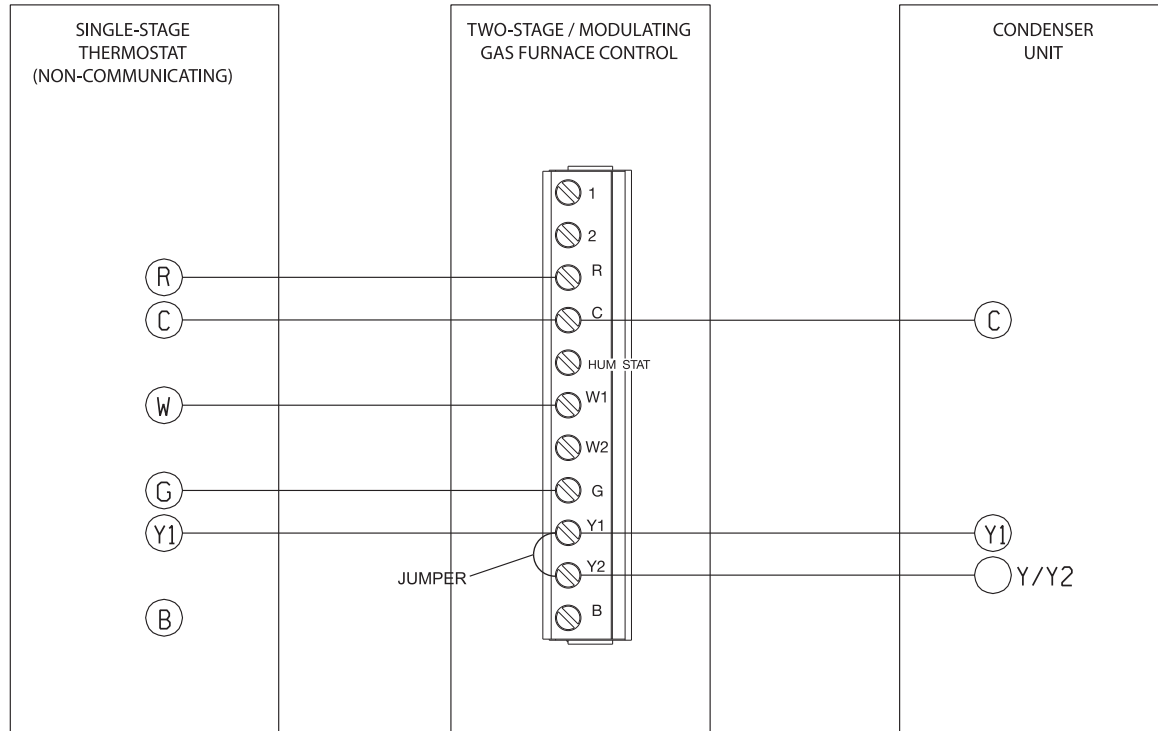 SINGLE-STAGE
THERMOSTAT
(NON-COMMUNICATING)
TWO-STAGE / MODULATING
GAS FURNACE CONTROL
CONDENSER
UNIT
1
2
R
R
C
C
C
HUM STAT
W
W1
W2
G
G
Y1
Y1
Y1
JUMPER
Y2
Y/Y2
B
B